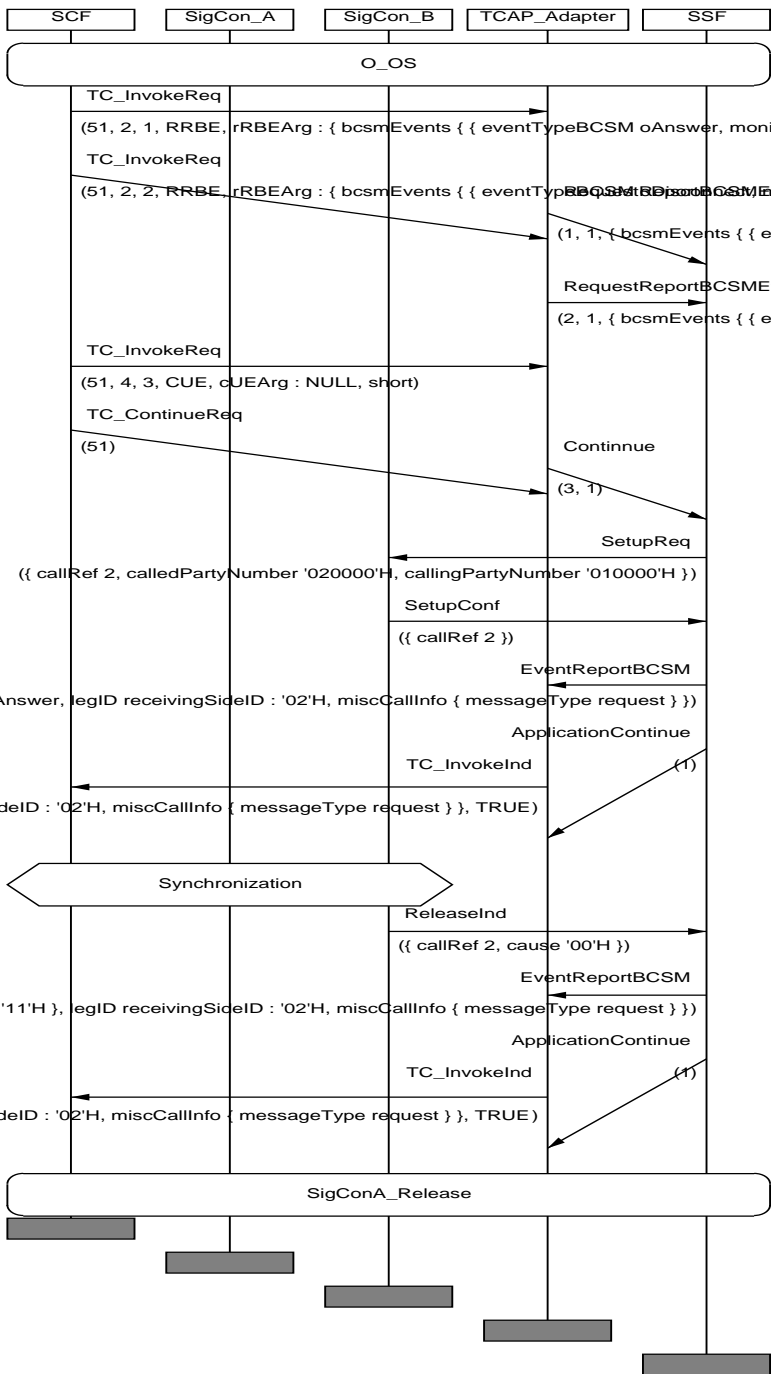 SCF SigCon_A SigCon_B TCAP_Adapter SSF
O_OS
TC_InvokeReq
(51, 2, 1, RRBE, rRBEArg : { bcsmEvents { { eventTypeBCSM oAnswer, moni
TC_InvokeReq
(51, 2, 2, RRBE, rRBEArg : { bcsmEvents { {
(1, 1, { bcsmEvents { { e
RequestReportBCSME
(2, 1, { bcsmEvents { { e
TC_InvokeReq
(51, 4, 3, CUE, cUEArg : NULL, short)
TC_ContinueReq
(51)
Continnue
(3, 1)
SetupReq
({ callRef 2, calledPartyNumber '020000'H, callingPartyNumber '010000'H })
SetupConf
({ callRef 2 })
EventReportBCSM
Answer, legID receivingSideID : '02'H, miscCallInfo { messageType request } })
ApplicationContinue
TC_InvokeInd
(1)
deID : '02'H, miscCallInfo { messageType request } }, TRUE)
Synchronization
ReleaseInd
({ callRef 2, cause '00'H })
EventReportBCSM
'11'H }, legID receivingSideID : '02'H, miscCallInfo { messageType request } })
ApplicationContinue
TC_InvokeInd
(1)
deID : '02'H, miscCallInfo { messageType request } }, TRUE)
SigConA_Release